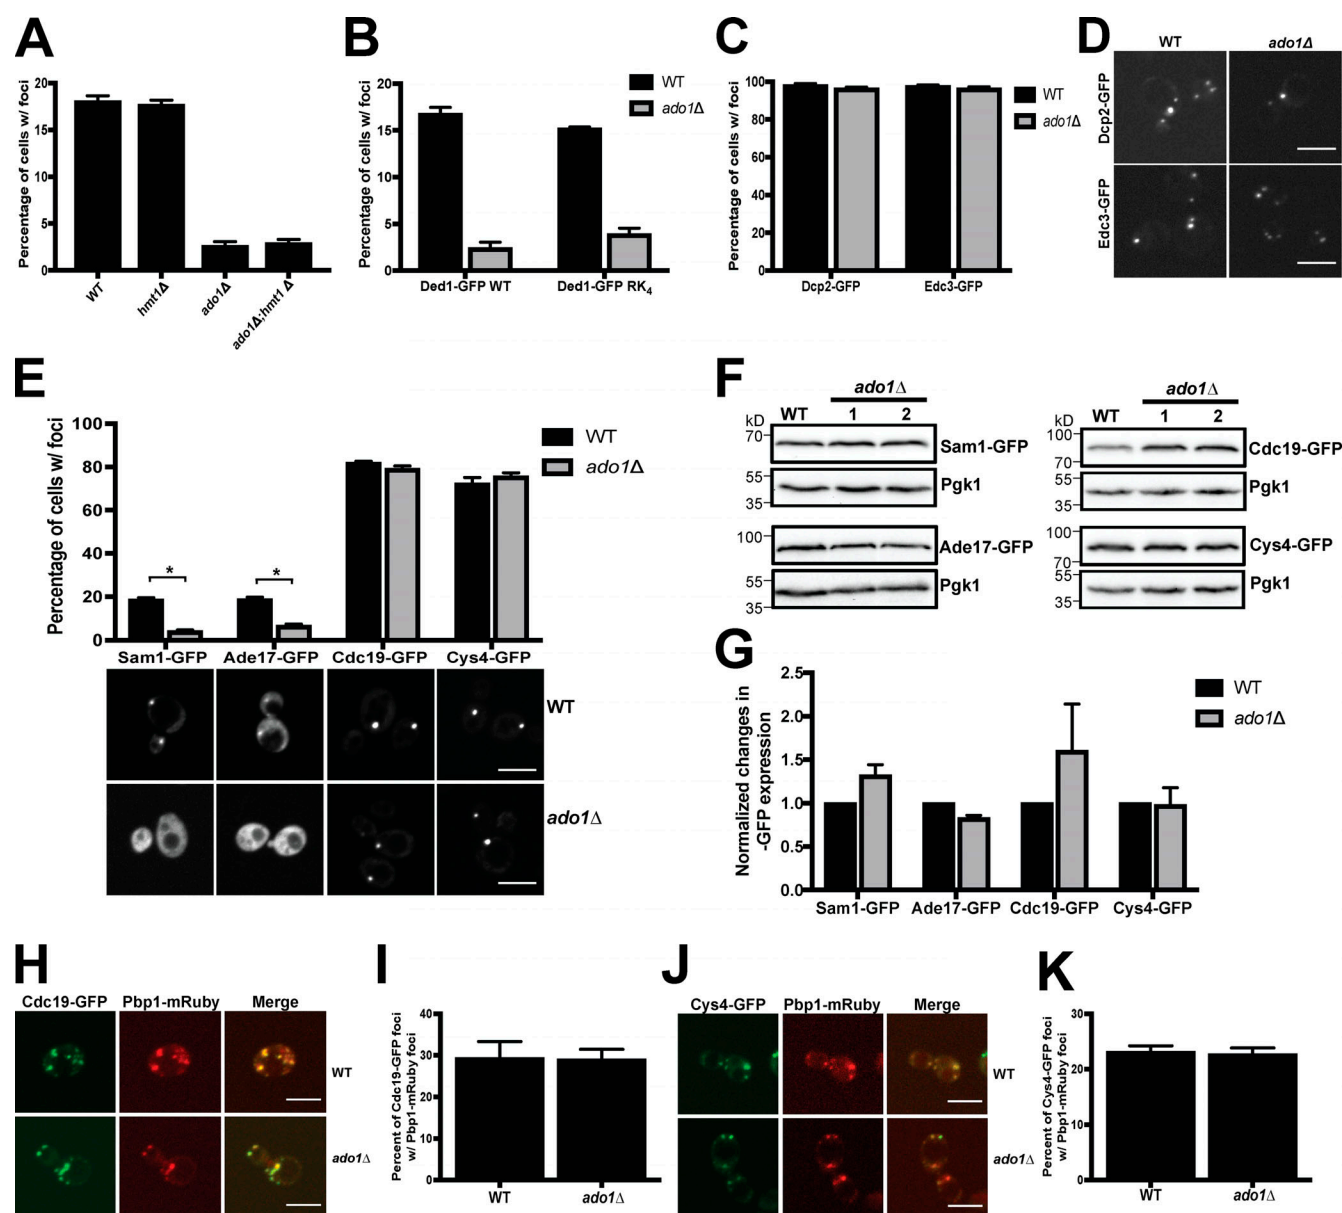 A
Percentage of cells w/ foci
20
15
10
5
0
WT
hmt1Δ
ado1Δ
ado1Δ;hmt1Δ
B
Percentage of cells w/ foci
20
15
10
5
0
Ded1-GFP WT
Ded1-GFP RK4
WT
ado1Δ
C
Percentage of cells w/ foci
100
80
60
40
20
0
Dcp2-GFP
Edc3-GFP
WT
ado1Δ
D
WT
ado1Δ
Dcp2-GFP
Edc3-GFP
E
Percentage of cells w/ foci
100
80
60
40
20
0
*
*
WT
ado1Δ
Sam1-GFP
Ade17-GFP
Cdc19-GFP
Cys4-GFP
WT
ado1Δ
F
ado1Δ
kD
WT
1
2
70
Sam1-GFP
55
35
Pgk1
100
Ade17-GFP
55
35
Pgk1
ado1Δ
kD
WT
1
2
100
70
Cdc19-GFP
55
35
Pgk1
100
70
Cys4-GFP
55
35
Pgk1
G
Normalized changes in
-GFP expression
2.5
2.0
1.5
1.0
0.5
0.0
Sam1-GFP
Ade17-GFP
Cdc19-GFP
Cys4-GFP
WT
ado1Δ
H
Cdc19-GFP
Pbp1-mRuby
Merge
WT
ado1Δ
I
Percent of Cdc19-GFP foci
w/ Pbp1-mRuby foci
40
30
20
10
0
WT
ado1Δ
J
Cys4-GFP
Pbp1-mRuby
Merge
WT
ado1Δ
K
Percent of Cys4-GFP foci
w/ Pbp1-mRuby foci
30
20
10
0
WT
ado1Δ